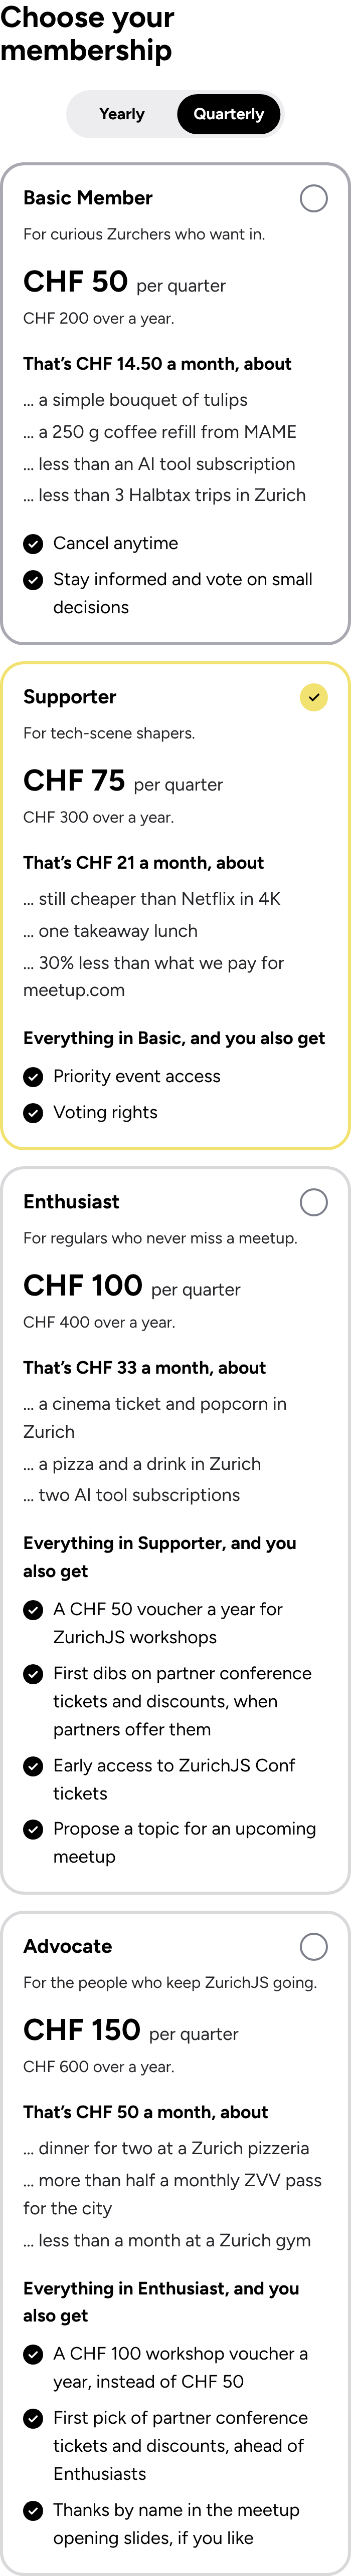 Choose your
membership
Yearly
Quarterly
Basic Member
For curious Zurchers who want in.
CHF 50 per quarter
CHF 200 over a year.
That's CHF 14.50 a month, about
... a simple bouquet of tulips
... a 250 g coffee refill from MAME
... less than an AI tool subscription
... less than 3 Halbtax trips in Zurich
Cancel anytime
Stay informed and vote on small
decisions
Supporter
For tech-scene shapers.
CHF 75 per quarter
CHF 300 over a year.
That's CHF 21 a month, about
... still cheaper than Netflix in 4K
... one takeaway lunch
... 30% less than what we pay for
meetup.com
Everything in Basic, and you also get
Priority event access
Voting rights
Enthusiast
For regulars who never miss a meetup.
CHF 100 per quarter
CHF 400 over a year.
That's CHF 33 a month, about
... a cinema ticket and popcorn in
Zurich
... a pizza and a drink in Zurich
... two AI tool subscriptions
Everything in Supporter, and you
also get
A CHF 50 voucher a year for
ZurichJS workshops
First dibs on partner conference
tickets and discounts, when
partners offer them
Early access to ZurichJS Conf
tickets
Propose a topic for an upcoming
meetup
Advocate
For the people who keep ZurichJS going.
CHF 150 per quarter
CHF 600 over a year.
That's CHF 50 a month, about
... dinner for two at a Zurich pizzeria
... more than half a monthly ZVV pass
for the city
... less than a month at a Zurich gym
Everything in Enthusiast, and you
also get
A CHF 100 workshop voucher a
year, instead of CHF 50
First pick of partner conference
tickets and discounts, ahead of
Enthusiasts
Thanks by name in the meetup
opening slides, if you like